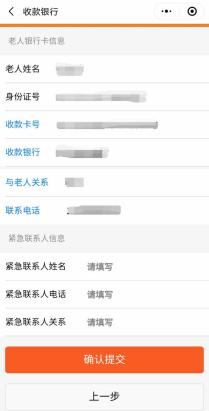 收款银行
老人银行卡信息
老人姓名
身份证号
收款卡号
收款银行
与老人关系
联系电话
紧急联系人信息
紧急联系人姓名 请填写
紧急联系人电话 请填写
紧急联系人关系 请填写
确认提交
上一步